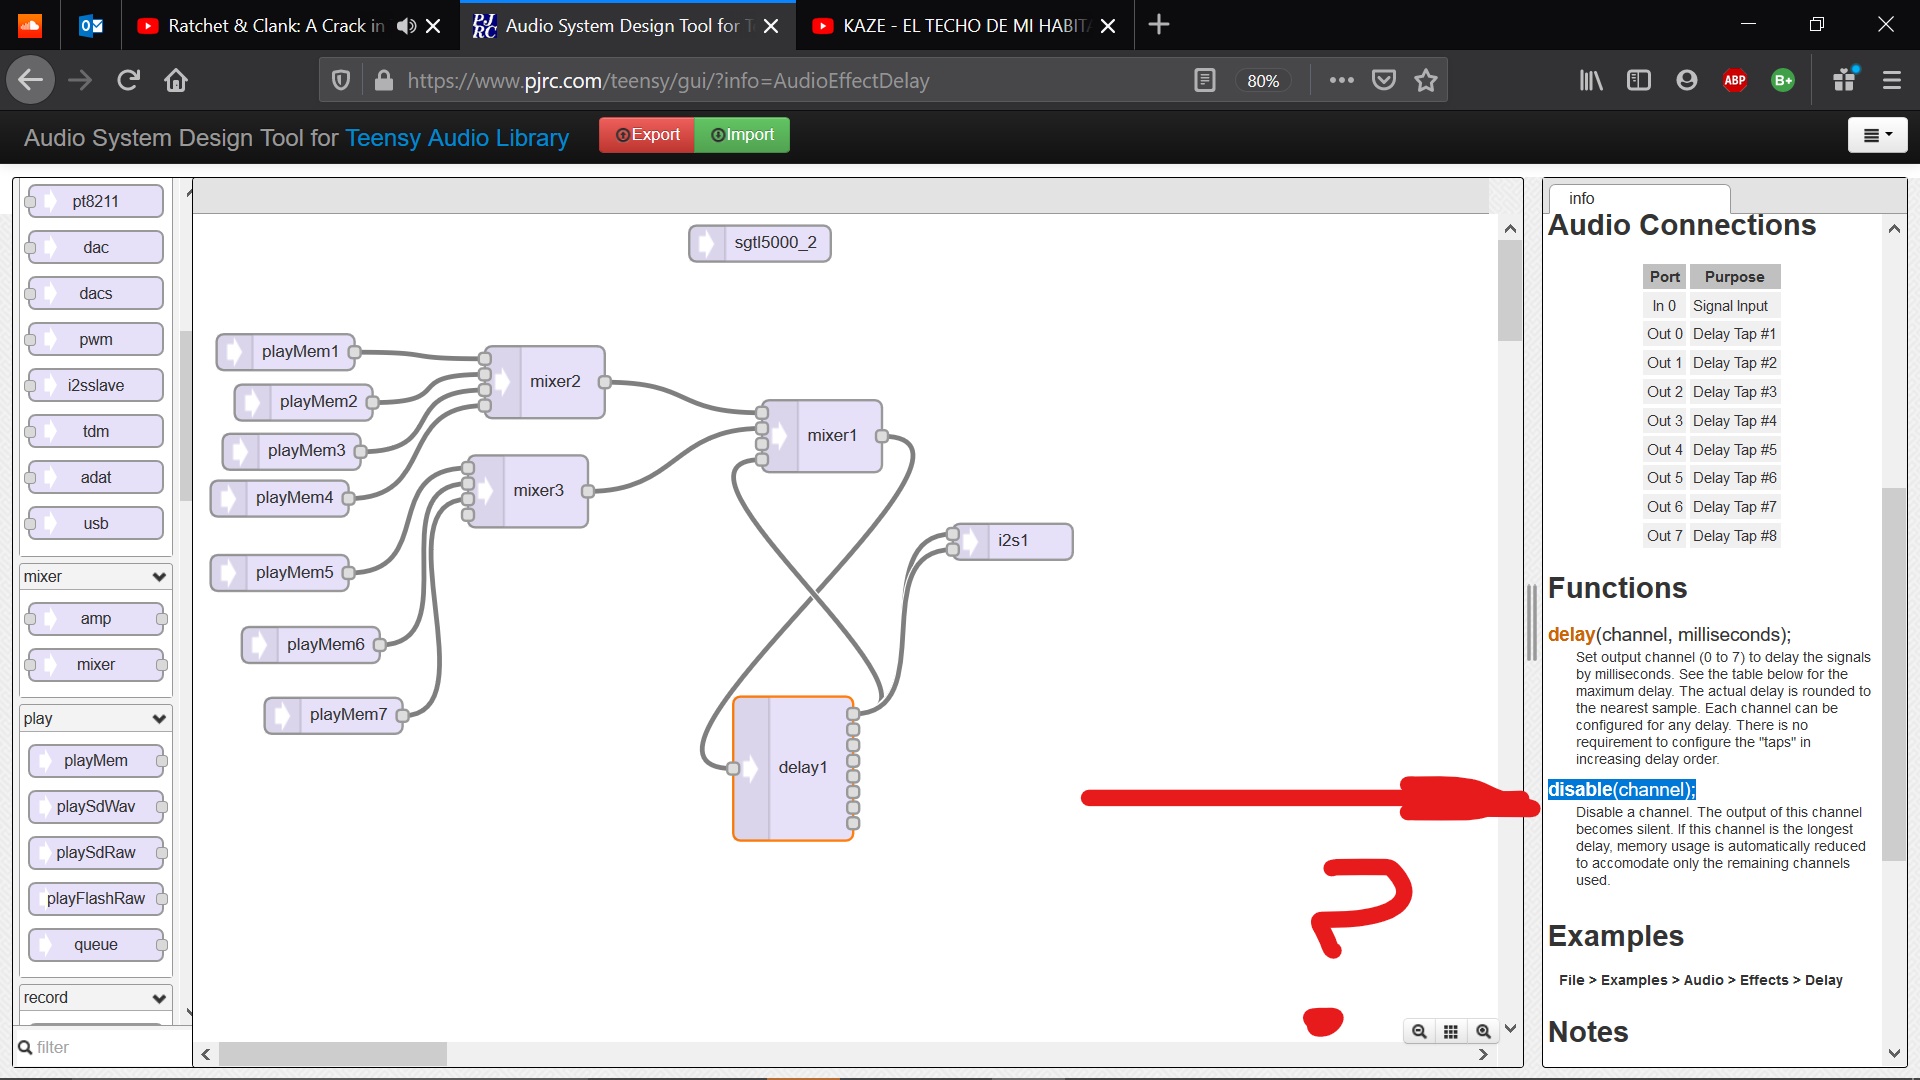 Ratchet & Clank: A Crack in
Audio System Design Tool for T
KAZE - EL TECHO DE MI HABIT
https://www.pjrc.com/teensy/gui/?info=AudioEffectDelay
80%
ABP
B+
Audio System Design Tool for Teensy Audio Library
Export
Import
pt8211
dac
dacs
pwm
i2sslave
tdm
adat
usb
mixer
amp
mixer
play
playMem
playSdWav
playSdRaw
playFlashRaw
queue
record
filter
sgtl5000_2
playMem1
playMem2
playMem3
playMem4
playMem5
playMem6
playMem7
mixer2
mixer3
mixer1
i2s1
delay1
?
info
Audio Connections
Port Purpose
In 0 Signal Input
Out 0 Delay Tap #1
Out 1 Delay Tap #2
Out 2 Delay Tap #3
Out 3 Delay Tap #4
Out 4 Delay Tap #5
Out 5 Delay Tap #6
Out 6 Delay Tap #7
Out 7 Delay Tap #8
Functions
delay(channel, milliseconds);
Set output channel (0 to 7) to delay the signals
by milliseconds. See the table below for the
maximum delay. The actual delay is rounded to
the nearest sample. Each channel can be
configured for any delay. There is no
requirement to configure the "taps" in
increasing delay order.
disable(channel);
Disable a channel. The output of this channel
becomes silent. If this channel is the longest
delay, memory usage is automatically reduced
to accomodate only the remaining channels
used.
Examples
File > Examples > Audio > Effects > Delay
Notes